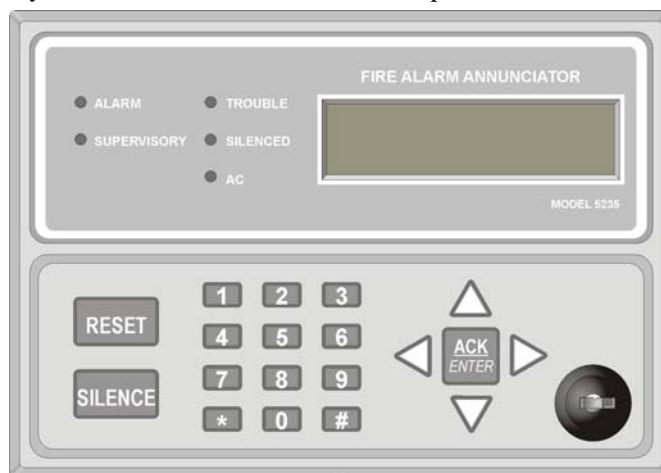 FIRE ALARM ANNUNCIATOR
ALARM TROUBLE
SUPERVISORY SILENCED
AC
MODEL 5235
RESET
SILENCE
1 2 3
4 5 6
7 8 9
* 0 #
ACK
ENTER